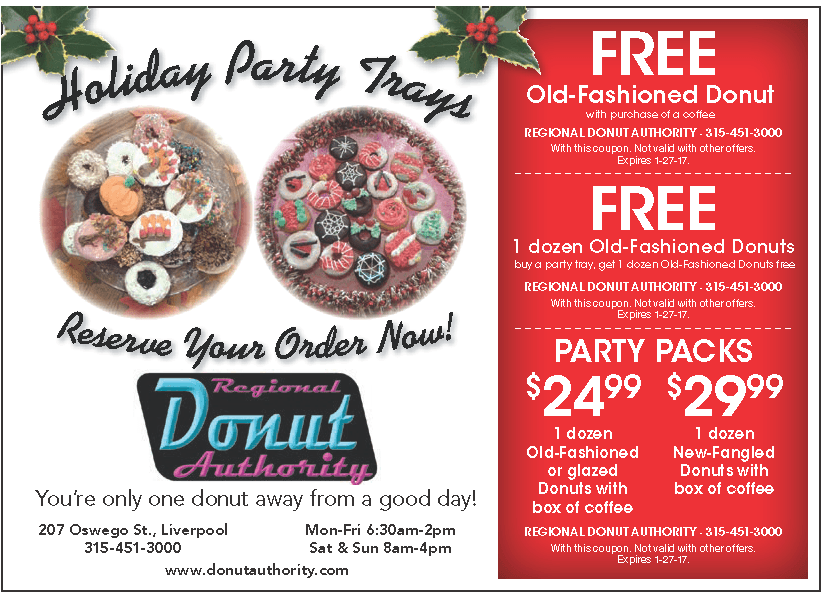 Holiday Party Trays
Reserve Your Order Now!
Regional
Donut
Authority
You're only one donut away from a good day!
207 Oswego St., Liverpool
315-451-3000
Mon-Fri 6:30am-2pm
Sat & Sun 8am-4pm
www.donutauthority.com
FREE
Old-Fashioned Donut
with purchase of a coffee
REGIONAL DONUT AUTHORITY - 315-451-3000
With this coupon. Not valid with other offers.
Expires 1-27-17.
FREE
1 dozen Old-Fashioned Donuts
buy a party tray, get 1 dozen Old-Fashioned Donuts free
REGIONAL DONUT AUTHORITY - 315-451-3000
With this coupon. Not valid with other offers.
Expires 1-27-17.
PARTY PACKS
$24.99
1 dozen
Old-Fashioned
or glazed
Donuts with
box of coffee
$29.99
1 dozen
New-Fangled
Donuts with
box of coffee
REGIONAL DONUT AUTHORITY - 315-451-3000
With this coupon. Not valid with other offers.
Expires 1-27-17.